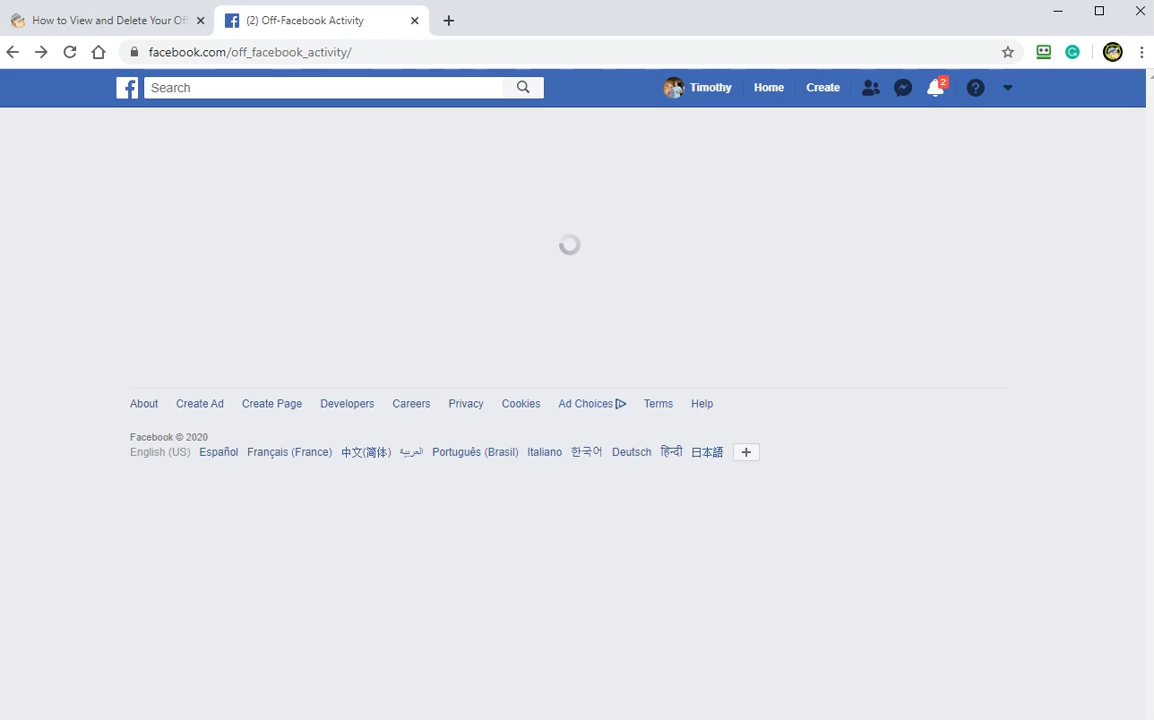 How to View and Delete Your Of
(2) Off-Facebook Activity
facebook.com/off_facebook_activity/
Search
Timothy
Home
Create
2
About Create Ad Create Page Developers Careers Privacy Cookies Ad Choices Terms Help
Facebook © 2020
English (US) Español Français (France) 中文(简体) العربية Português (Brasil) Italiano 한국어 Deutsch हिन्दी 日本語